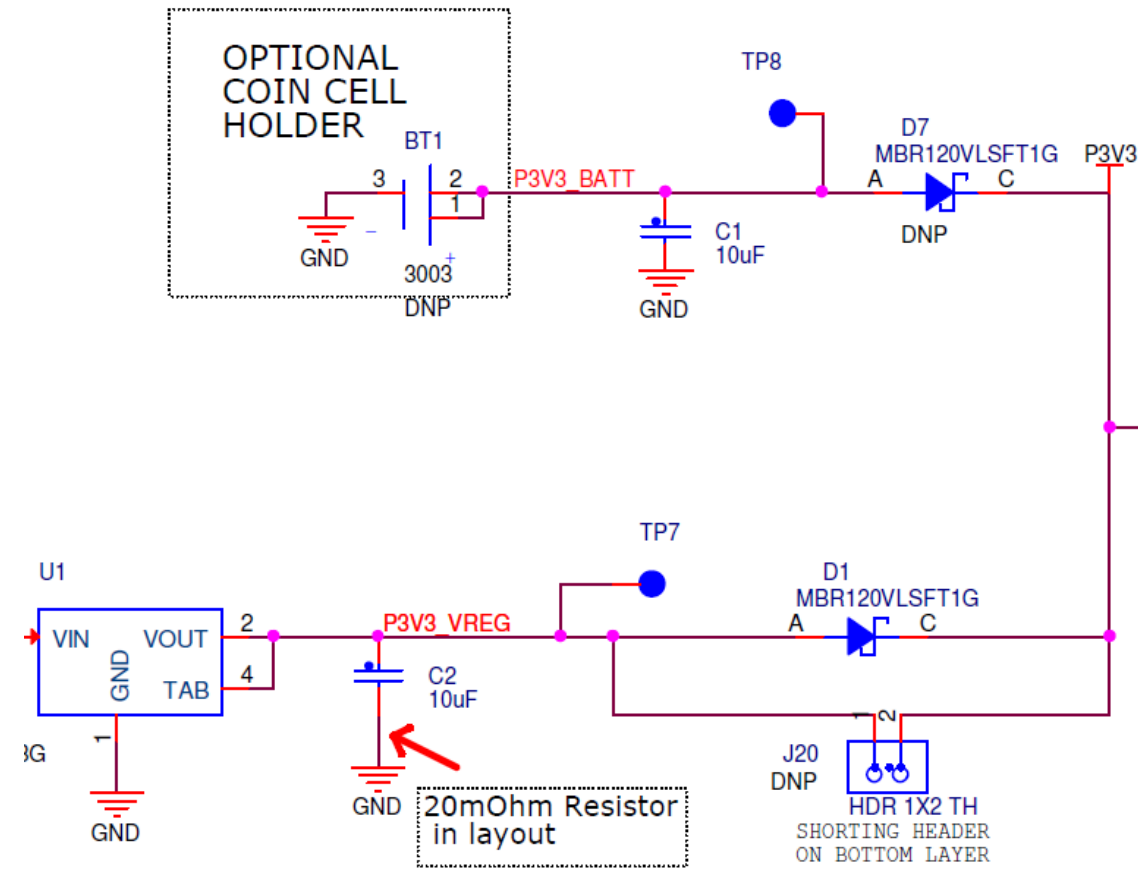 OPTIONAL
COIN CELL
HOLDER
BT1
3
2
1
-
+
GND
3003
DNP
P3V3_BATT
C1
10uF
GND
TP8
D7
MBR120VLSFT1G
A
C
DNP
P3V3
U1
VIN
VOUT
GND
TAB
2
4
1
3G
GND
P3V3_VREG
C2
10uF
GND
20mOhm Resistor
in layout
TP7
D1
MBR120VLSFT1G
A
C
1
2
J20
DNP
HDR 1X2 TH
SHORTING HEADER
ON BOTTOM LAYER